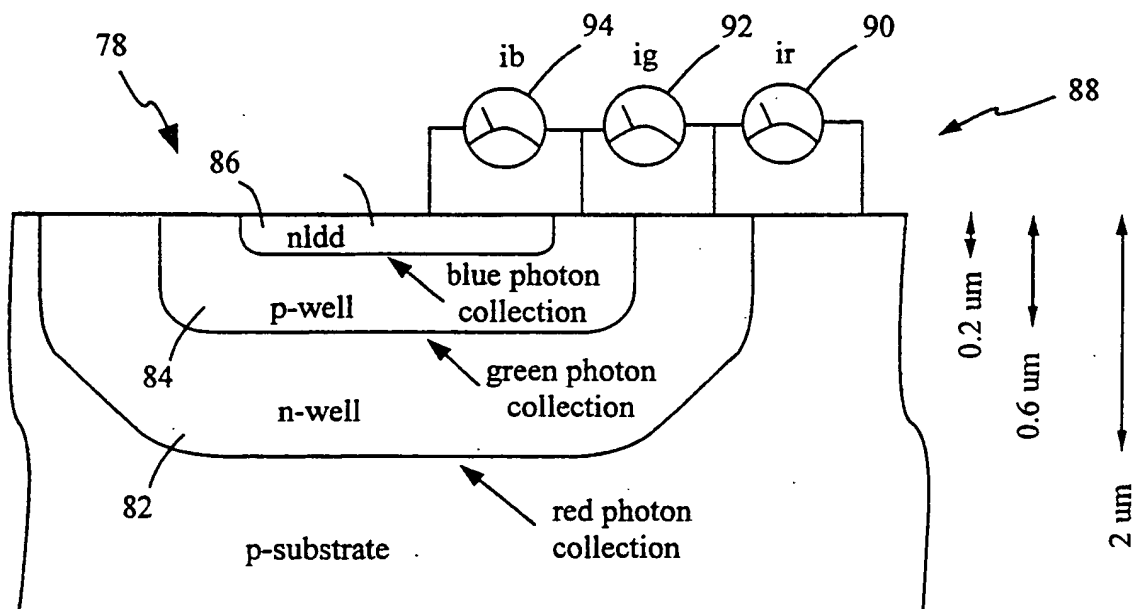 78
ib
94
ig
92
ir
90
88
86
nldd
blue photon
collection
p-well
84
green photon
collection
n-well
82
red photon
collection
p-substrate
0.2 um
0.6 um
2 um